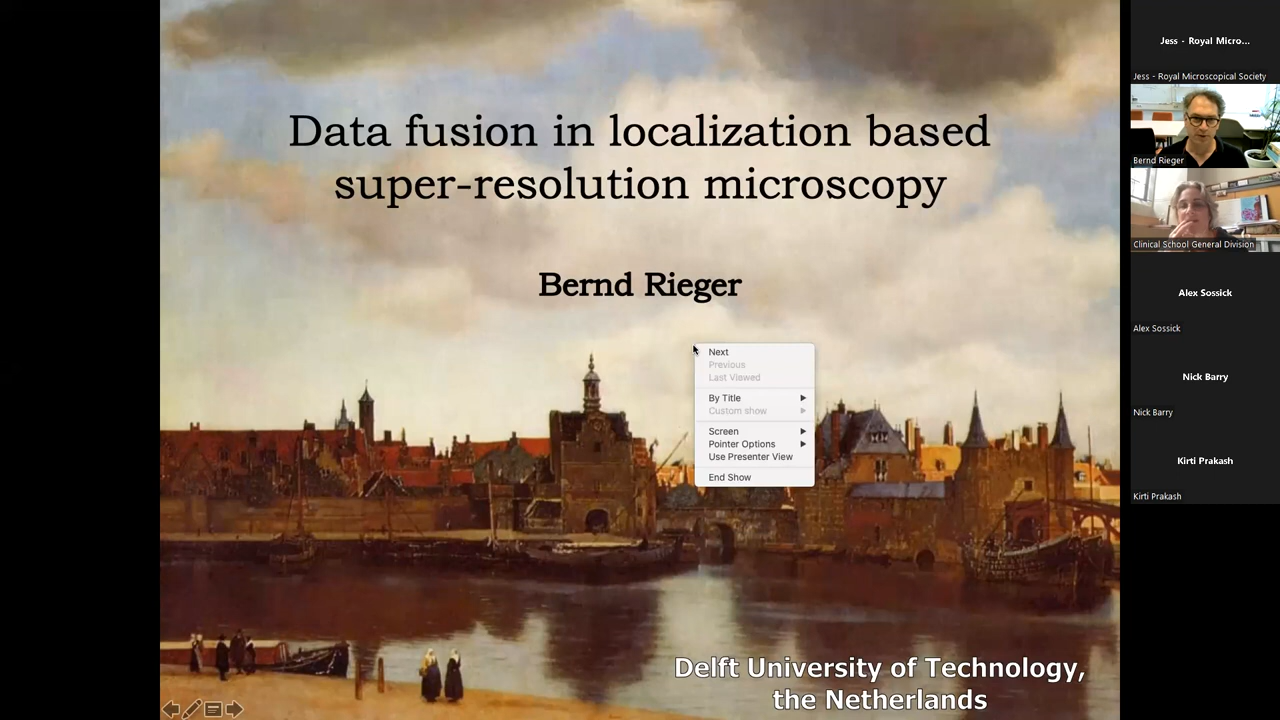 Data fusion in localization based
super-resolution microscopy
Bernd Rieger
Next
Previous
Last Viewed
By Title
Custom show
Screen
Pointer Options
Use Presenter View
End Show
Delft University of Technology,
the Netherlands
Jess - Royal Micro...
Jess - Royal Microscopical Society
Bernd Rieger
Clinical School General Division
Alex Sossick
Alex Sossick
Nick Barry
Nick Barry
Kirti Prakash
Kirti Prakash